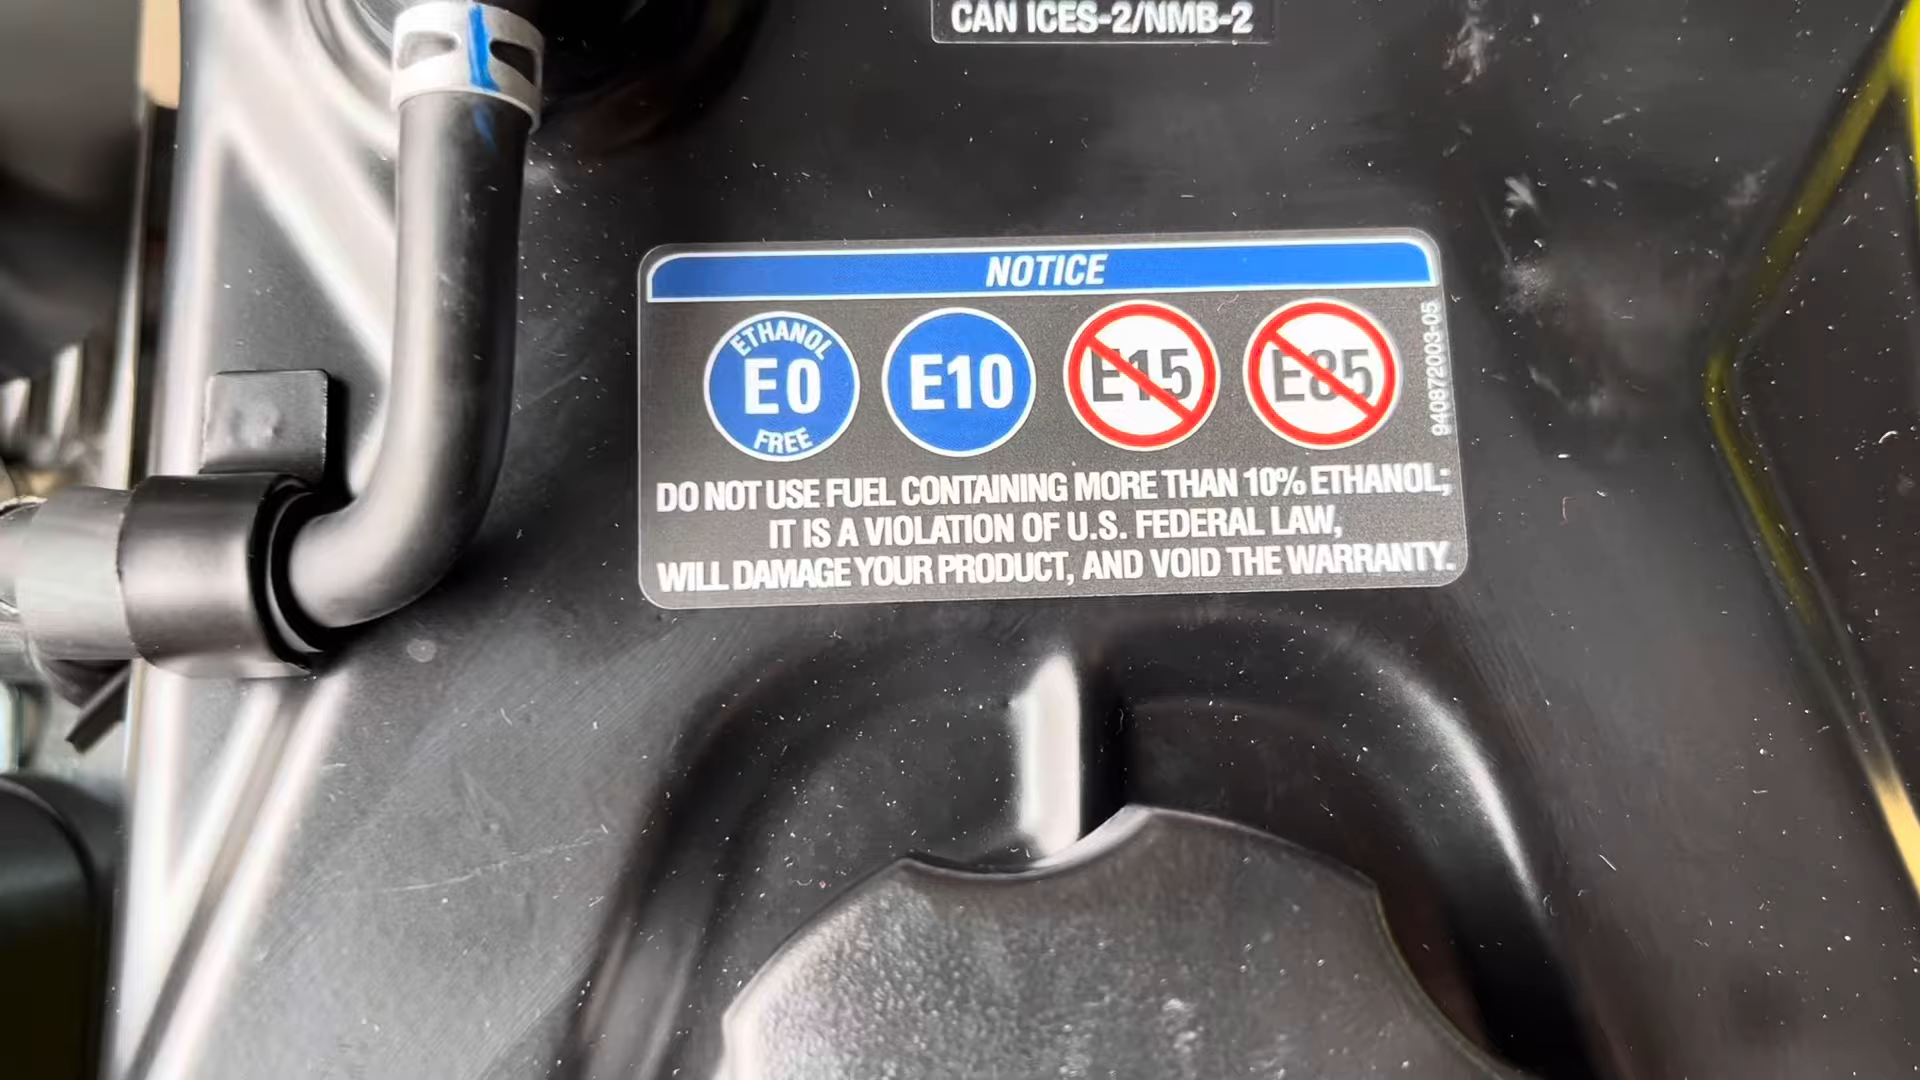 CAN ICES-2/NMB-2
NOTICE
ETHANOL
E0
FREE
E10
E15
E85
940872003-05
DO NOT USE FUEL CONTAINING MORE THAN 10% ETHANOL;
IT IS A VIOLATION OF U.S. FEDERAL LAW,
WILL DAMAGE YOUR PRODUCT, AND VOID THE WARRANTY.